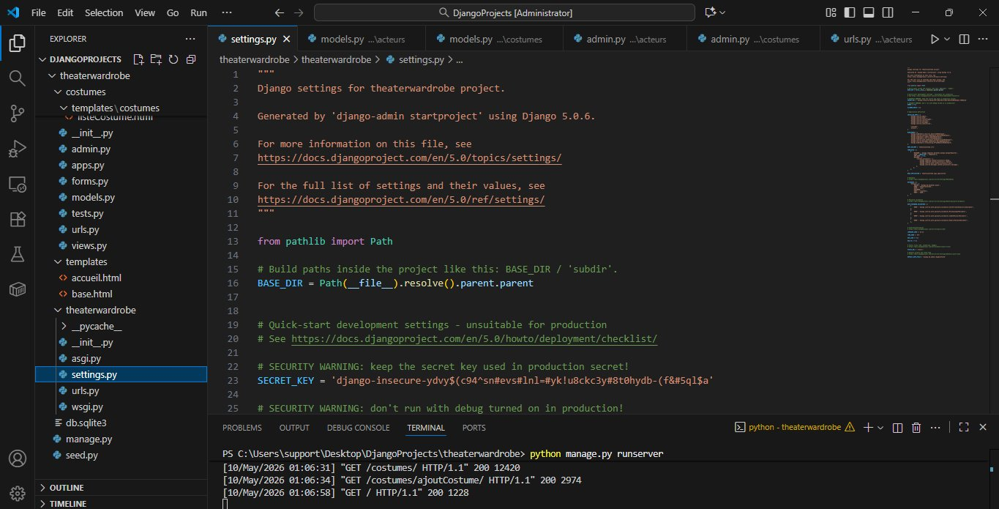 File Edit Selection View Go Run ··· DjangoProjects [Administrator]
EXPLORER
DJANGOPROJECTS
theaterwardrobe
costumes
templates\costumes
listeCostume.html
__init__.py
admin.py
apps.py
forms.py
models.py
tests.py
urls.py
views.py
templates
accueil.html
base.html
theaterwardrobe
__pycache__
__init__.py
asgi.py
settings.py
urls.py
wsgi.py
db.sqlite3
manage.py
seed.py
OUTLINE
TIMELINE
settings.py models.py ...\acteurs models.py ...\costumes admin.py ...\acteurs admin.py ...\costumes urls.py ...\acteurs
theaterwardrobe > theaterwardrobe > settings.py > ...
1 """
2 Django settings for theaterwardrobe project.
3
4 Generated by 'django-admin startproject' using Django 5.0.6.
5
6 For more information on this file, see
7 https://docs.djangoproject.com/en/5.0/topics/settings/
8
9 For the full list of settings and their values, see
10 https://docs.djangoproject.com/en/5.0/ref/settings/
11 """
12
13 from pathlib import Path
14
15 # Build paths inside the project like this: BASE_DIR / 'subdir'.
16 BASE_DIR = Path(__file__).resolve().parent.parent
17
18
19 # Quick-start development settings - unsuitable for production
20 # See https://docs.djangoproject.com/en/5.0/howto/deployment/checklist/
21
22 # SECURITY WARNING: keep the secret key used in production secret!
23 SECRET_KEY = 'django-insecure-ydvy$(c94^sn#evs#lnl=#yk!u8ckc3y#8t0hydb-(f&#5ql$a'
24
25 # SECURITY WARNING: don't run with debug turned on in production!
PROBLEMS OUTPUT DEBUG CONSOLE TERMINAL PORTS python - theaterwardrobe
PS C:\Users\support\Desktop\DjangoProjects\theaterwardrobe> python manage.py runserver
[10/May/2026 01:06:31] "GET /costumes/ HTTP/1.1" 200 12420
[10/May/2026 01:06:34] "GET /costumes/ajoutCostume/ HTTP/1.1" 200 2974
[10/May/2026 01:06:58] "GET / HTTP/1.1" 200 1228